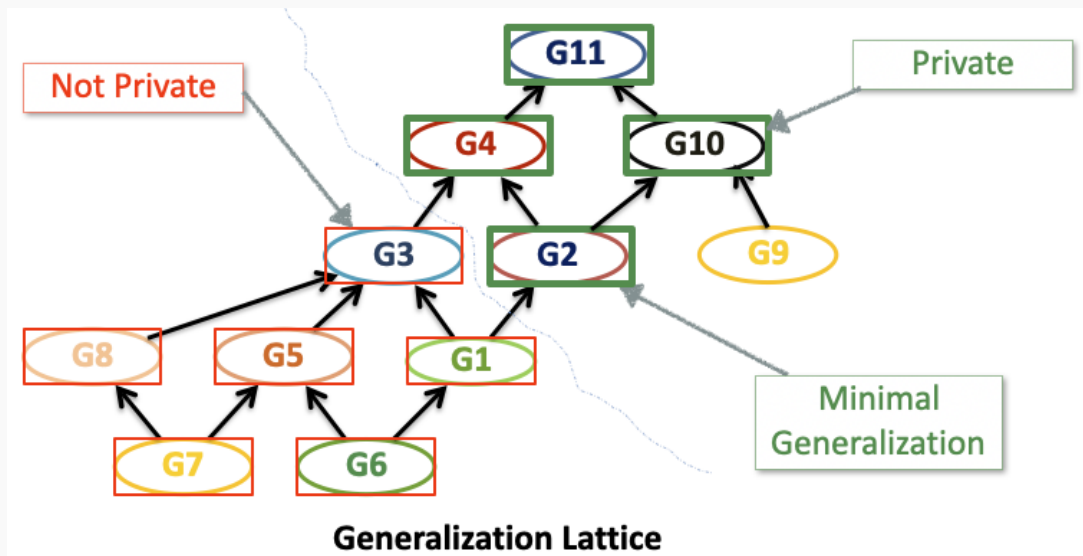 G11
Not Private
Private
G4
G10
G3
G2
G9
G8
G5
G1
Minimal
Generalization
G7
G6
Generalization Lattice